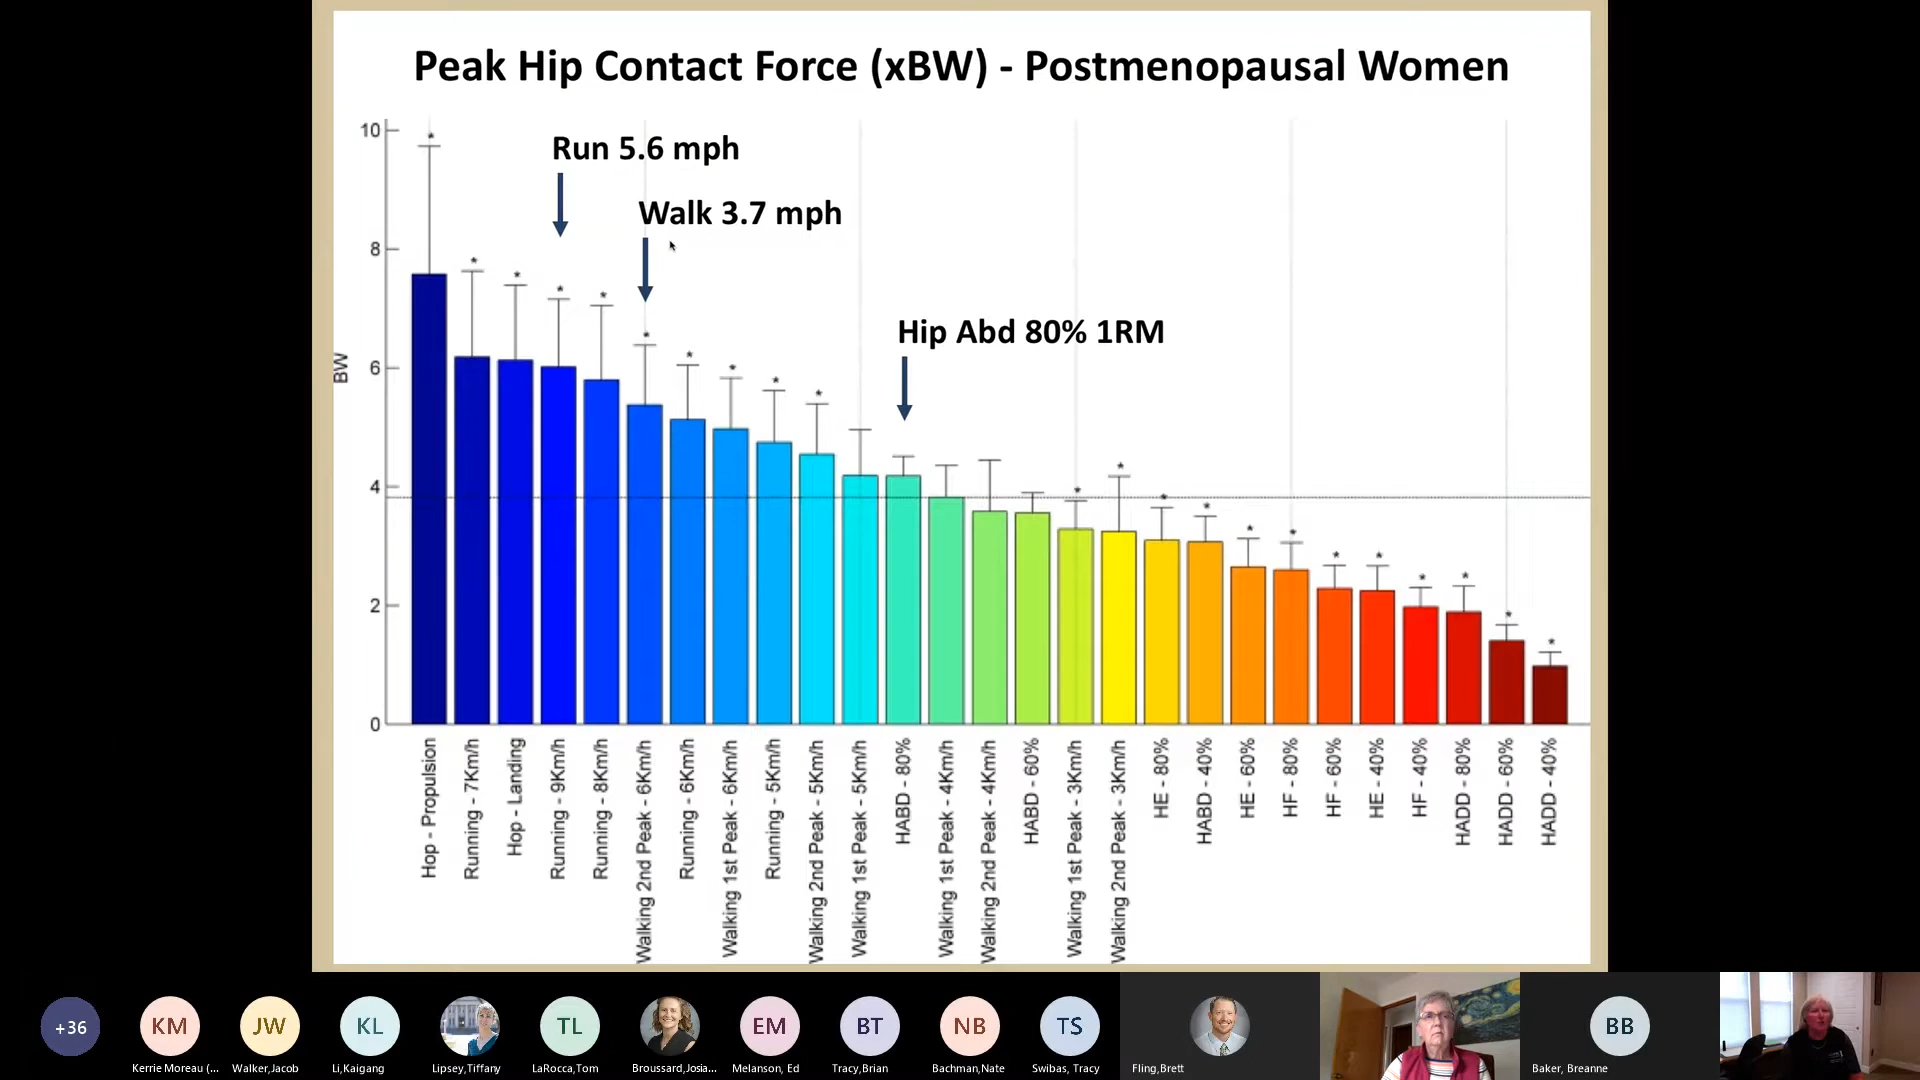 Peak Hip Contact Force (xBW) - Postmenopausal Women
Run 5.6 mph
Walk 3.7 mph
Hip Abd 80% 1RM
BW
10
8
6
4
2
0
Hop - Propulsion
Running - 7Km/h
Hop - Landing
Running - 9Km/h
Running - 8Km/h
Walking 2nd Peak - 6Km/h
Running - 6Km/h
Walking 1st Peak - 6Km/h
Running - 5Km/h
Walking 2nd Peak - 5Km/h
Walking 1st Peak - 5Km/h
HABD - 80%
Walking 1st Peak - 4Km/h
Walking 2nd Peak - 4Km/h
HABD - 60%
Walking 1st Peak - 3Km/h
Walking 2nd Peak - 3Km/h
HE - 80%
HABD - 40%
HE - 60%
HF - 80%
HF - 60%
HE - 40%
HF - 40%
HADD - 80%
HADD - 60%
HADD - 40%
+36
KM
JW
KL
TL
EM
BT
NB
TS
BB
Kerrie Moreau (...
Walker,Jacob
Li,Kaigang
Lipsey,Tiffany
LaRocca,Tom
Broussard,Josia...
Melanson, Ed
Tracy,Brian
Bachman,Nate
Swibas, Tracy
Fling,Brett
Baker, Breanne